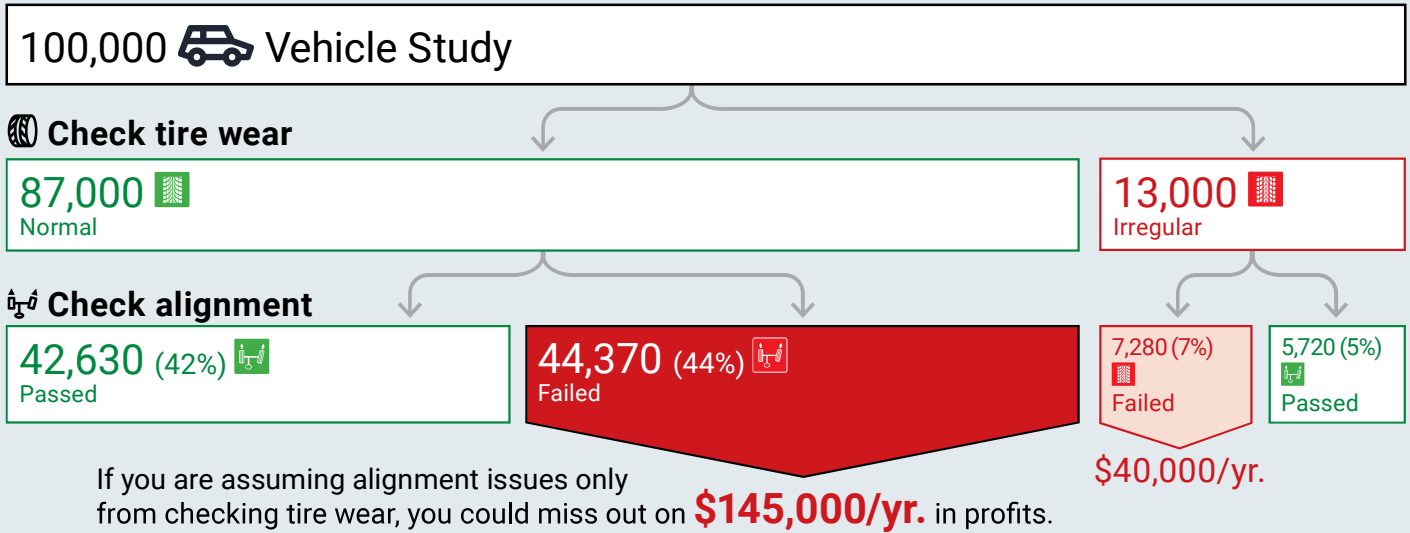 100,000 Vehicle Study
Check tire wear
87,000
Normal
13,000
Irregular
Check alignment
42,630 (42%)
Passed
44,370 (44%)
Failed
7,280 (7%)
Failed
5,720 (5%)
Passed
$40,000/yr.
If you are assuming alignment issues only
from checking tire wear, you could miss out on $145,000/yr. in profits.